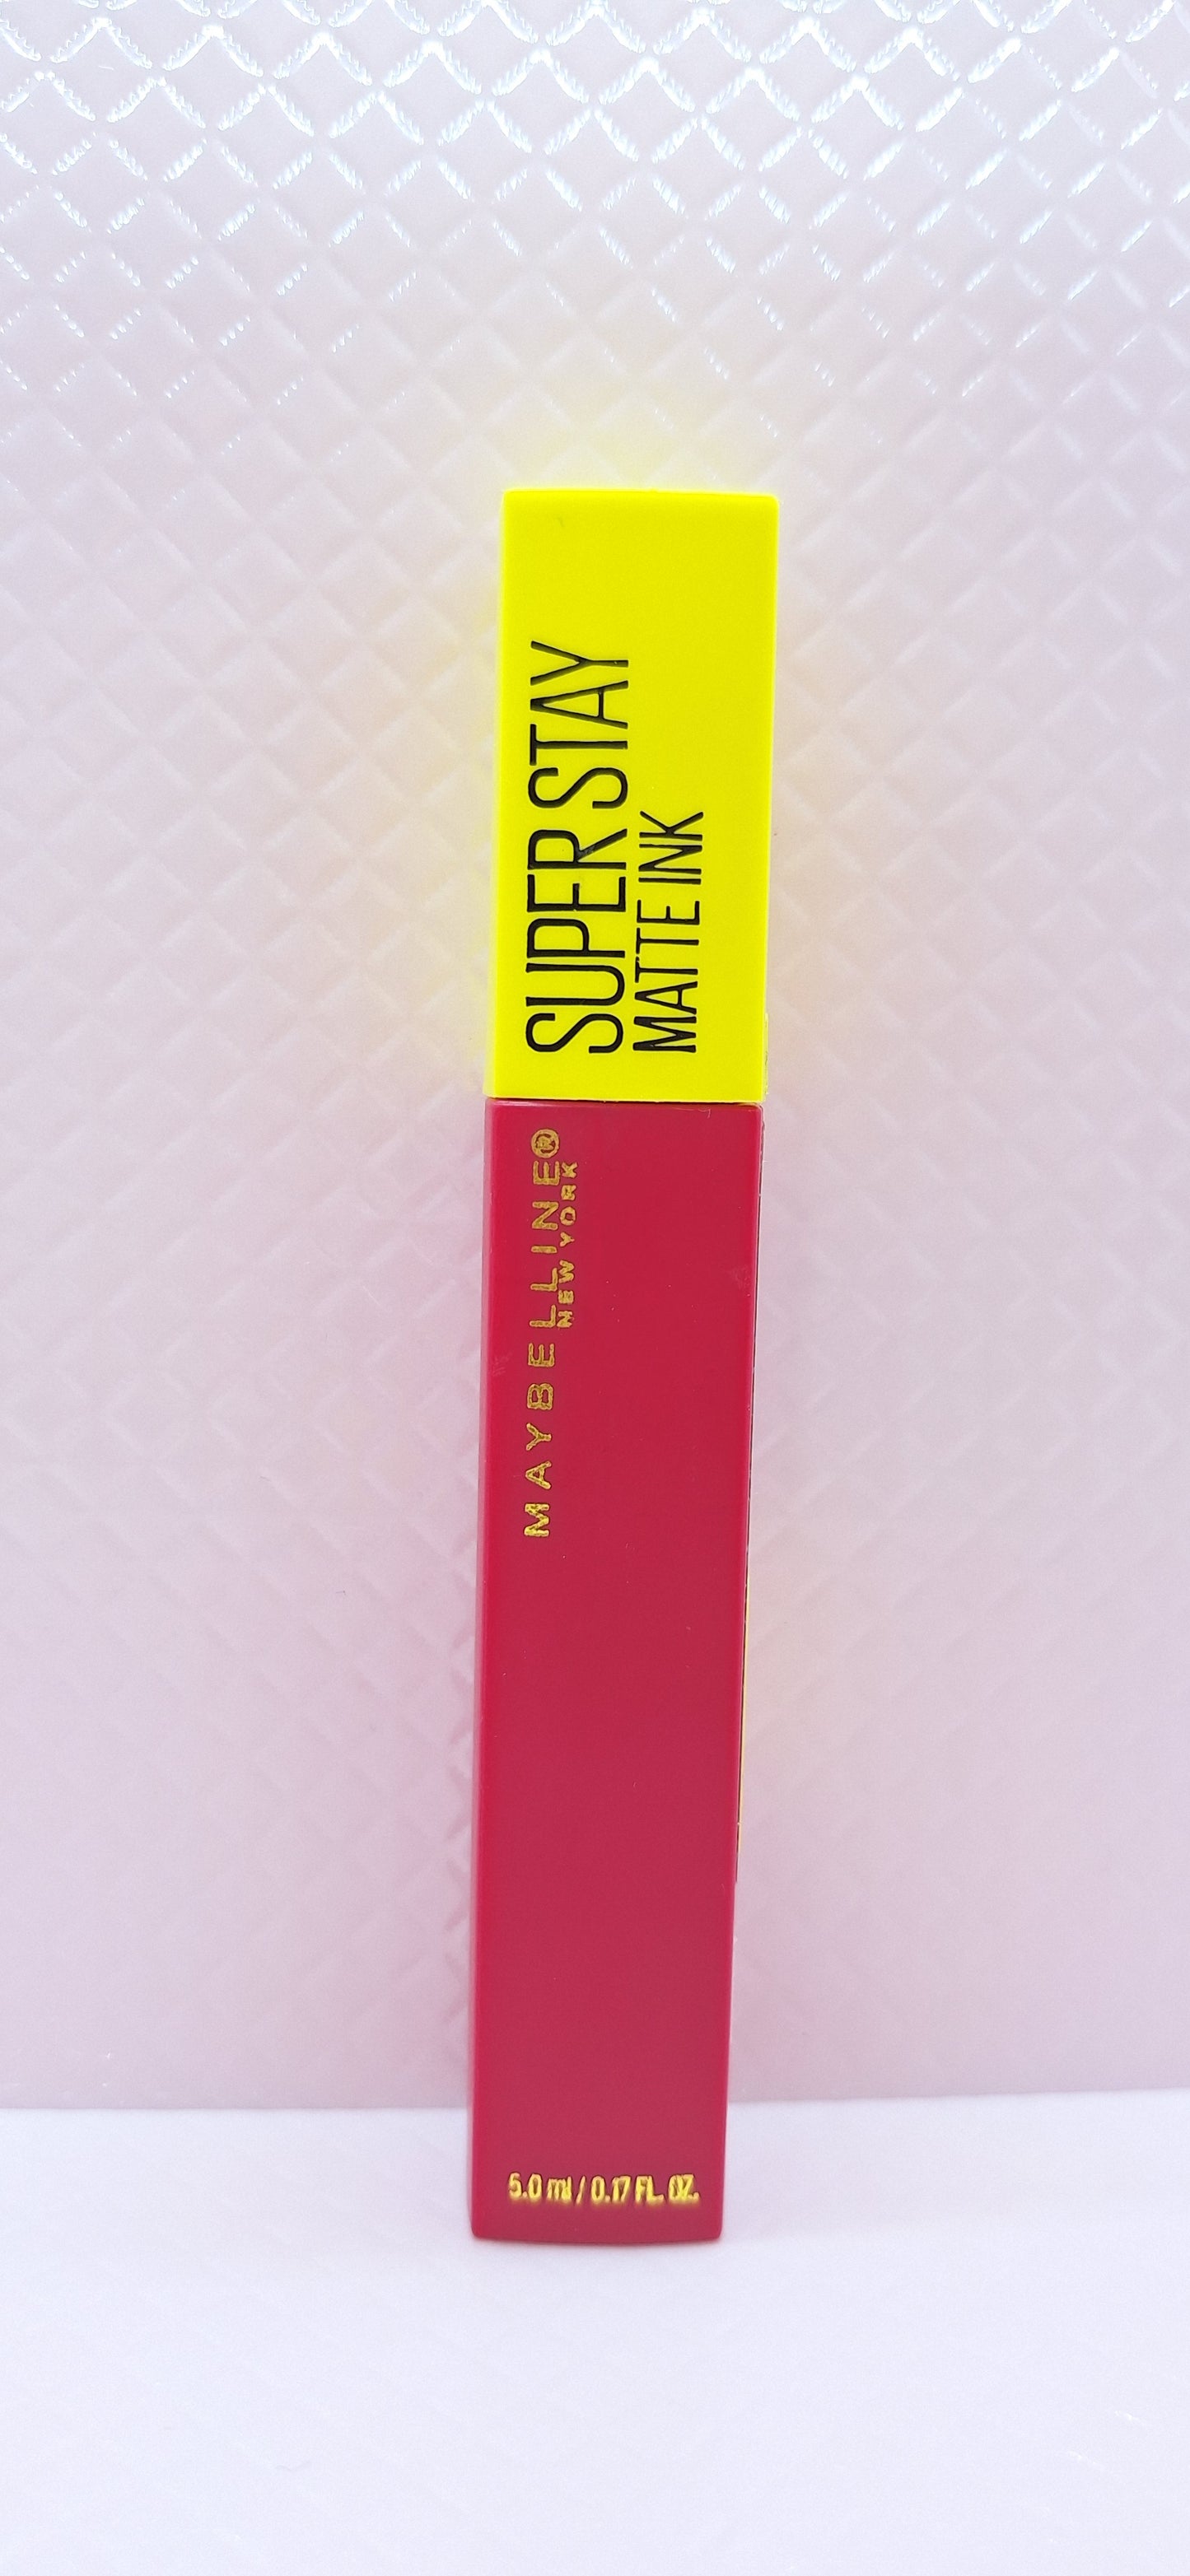 SUPER STAY
MATTE INK
MAYBELLINE®
NEW YORK
5.0 ml / 0.17 FL. OZ.